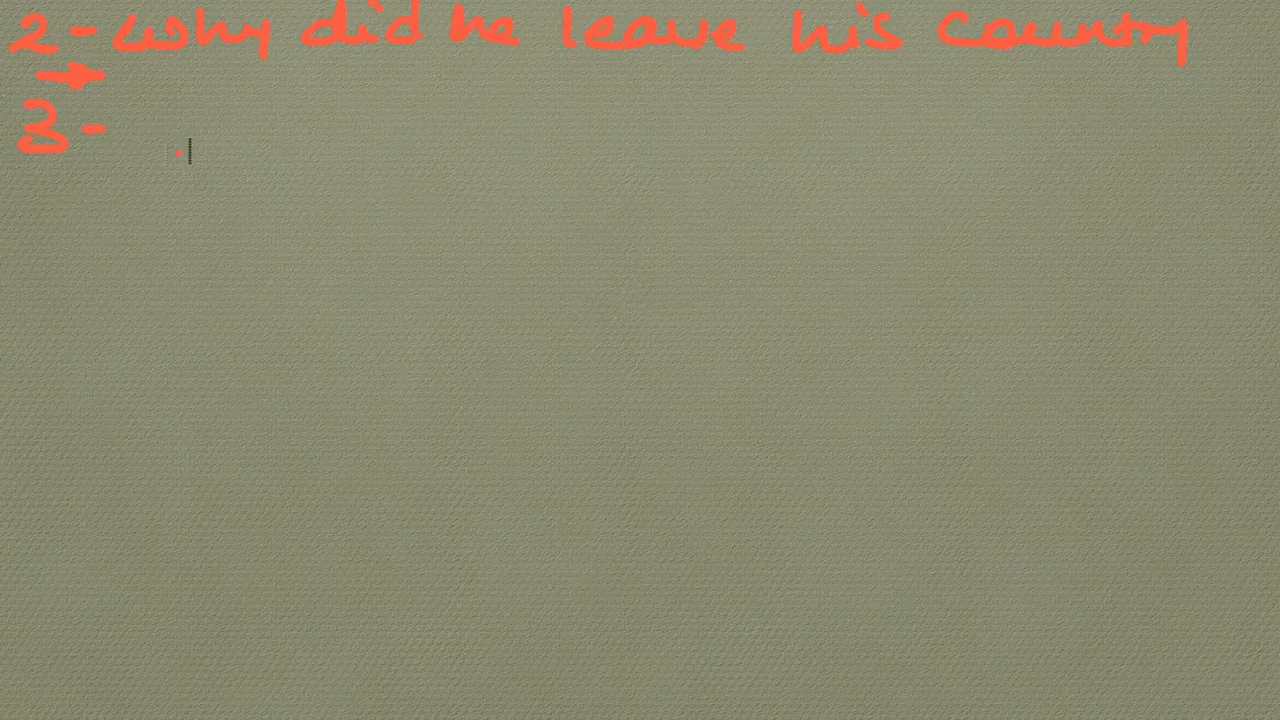 2-why did he leave his country
→
3-